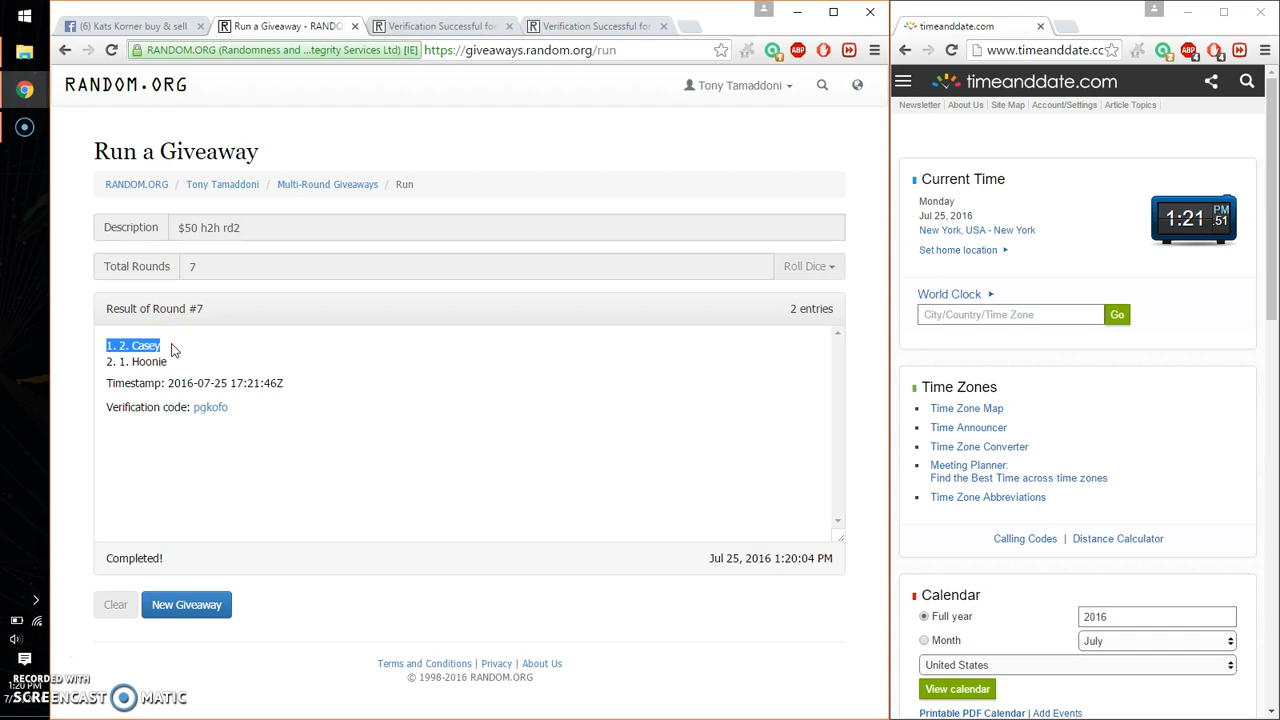 Kats Korner buy & sell
Run a Giveaway - RANDO
Verification Successful fo
Verification Successful fo
RANDOM.ORG (Randomness and ...tegrity Services Ltd) [IE]
https://giveaways.random.org/run
RANDOM.ORG
Tony Tamaddoni
Run a Giveaway
RANDOM.ORG / Tony Tamaddoni / Multi-Round Giveaways / Run
Description $50 h2h rd2
Total Rounds 7 Roll Dice
Result of Round #7 2 entries
1. 2. Casey
2. 1. Hoonie
Timestamp: 2016-07-25 17:21:46Z
Verification code: pgkofo
Completed! Jul 25, 2016 1:20:04 PM
Clear New Giveaway
Terms and Conditions | Privacy | About Us
© 1998-2016 RANDOM.ORG
1:20 PM
RECORDED WITH
SCREENCAST MATIC
timeanddate.com
www.timeanddate.cc
timeanddate.com
Newsletter | About Us | Site Map | Account/Settings | Article Topics
Current Time
Monday
Jul 25, 2016
New York, USA - New York
Set home location
1:21 PM 51
World Clock
City/Country/Time Zone Go
Time Zones
Time Zone Map
Time Announcer
Time Zone Converter
Meeting Planner:
Find the Best Time across time zones
Time Zone Abbreviations
Calling Codes | Distance Calculator
Calendar
Full year 2016
Month July
United States
View calendar
Printable PDF Calendar | Add Events